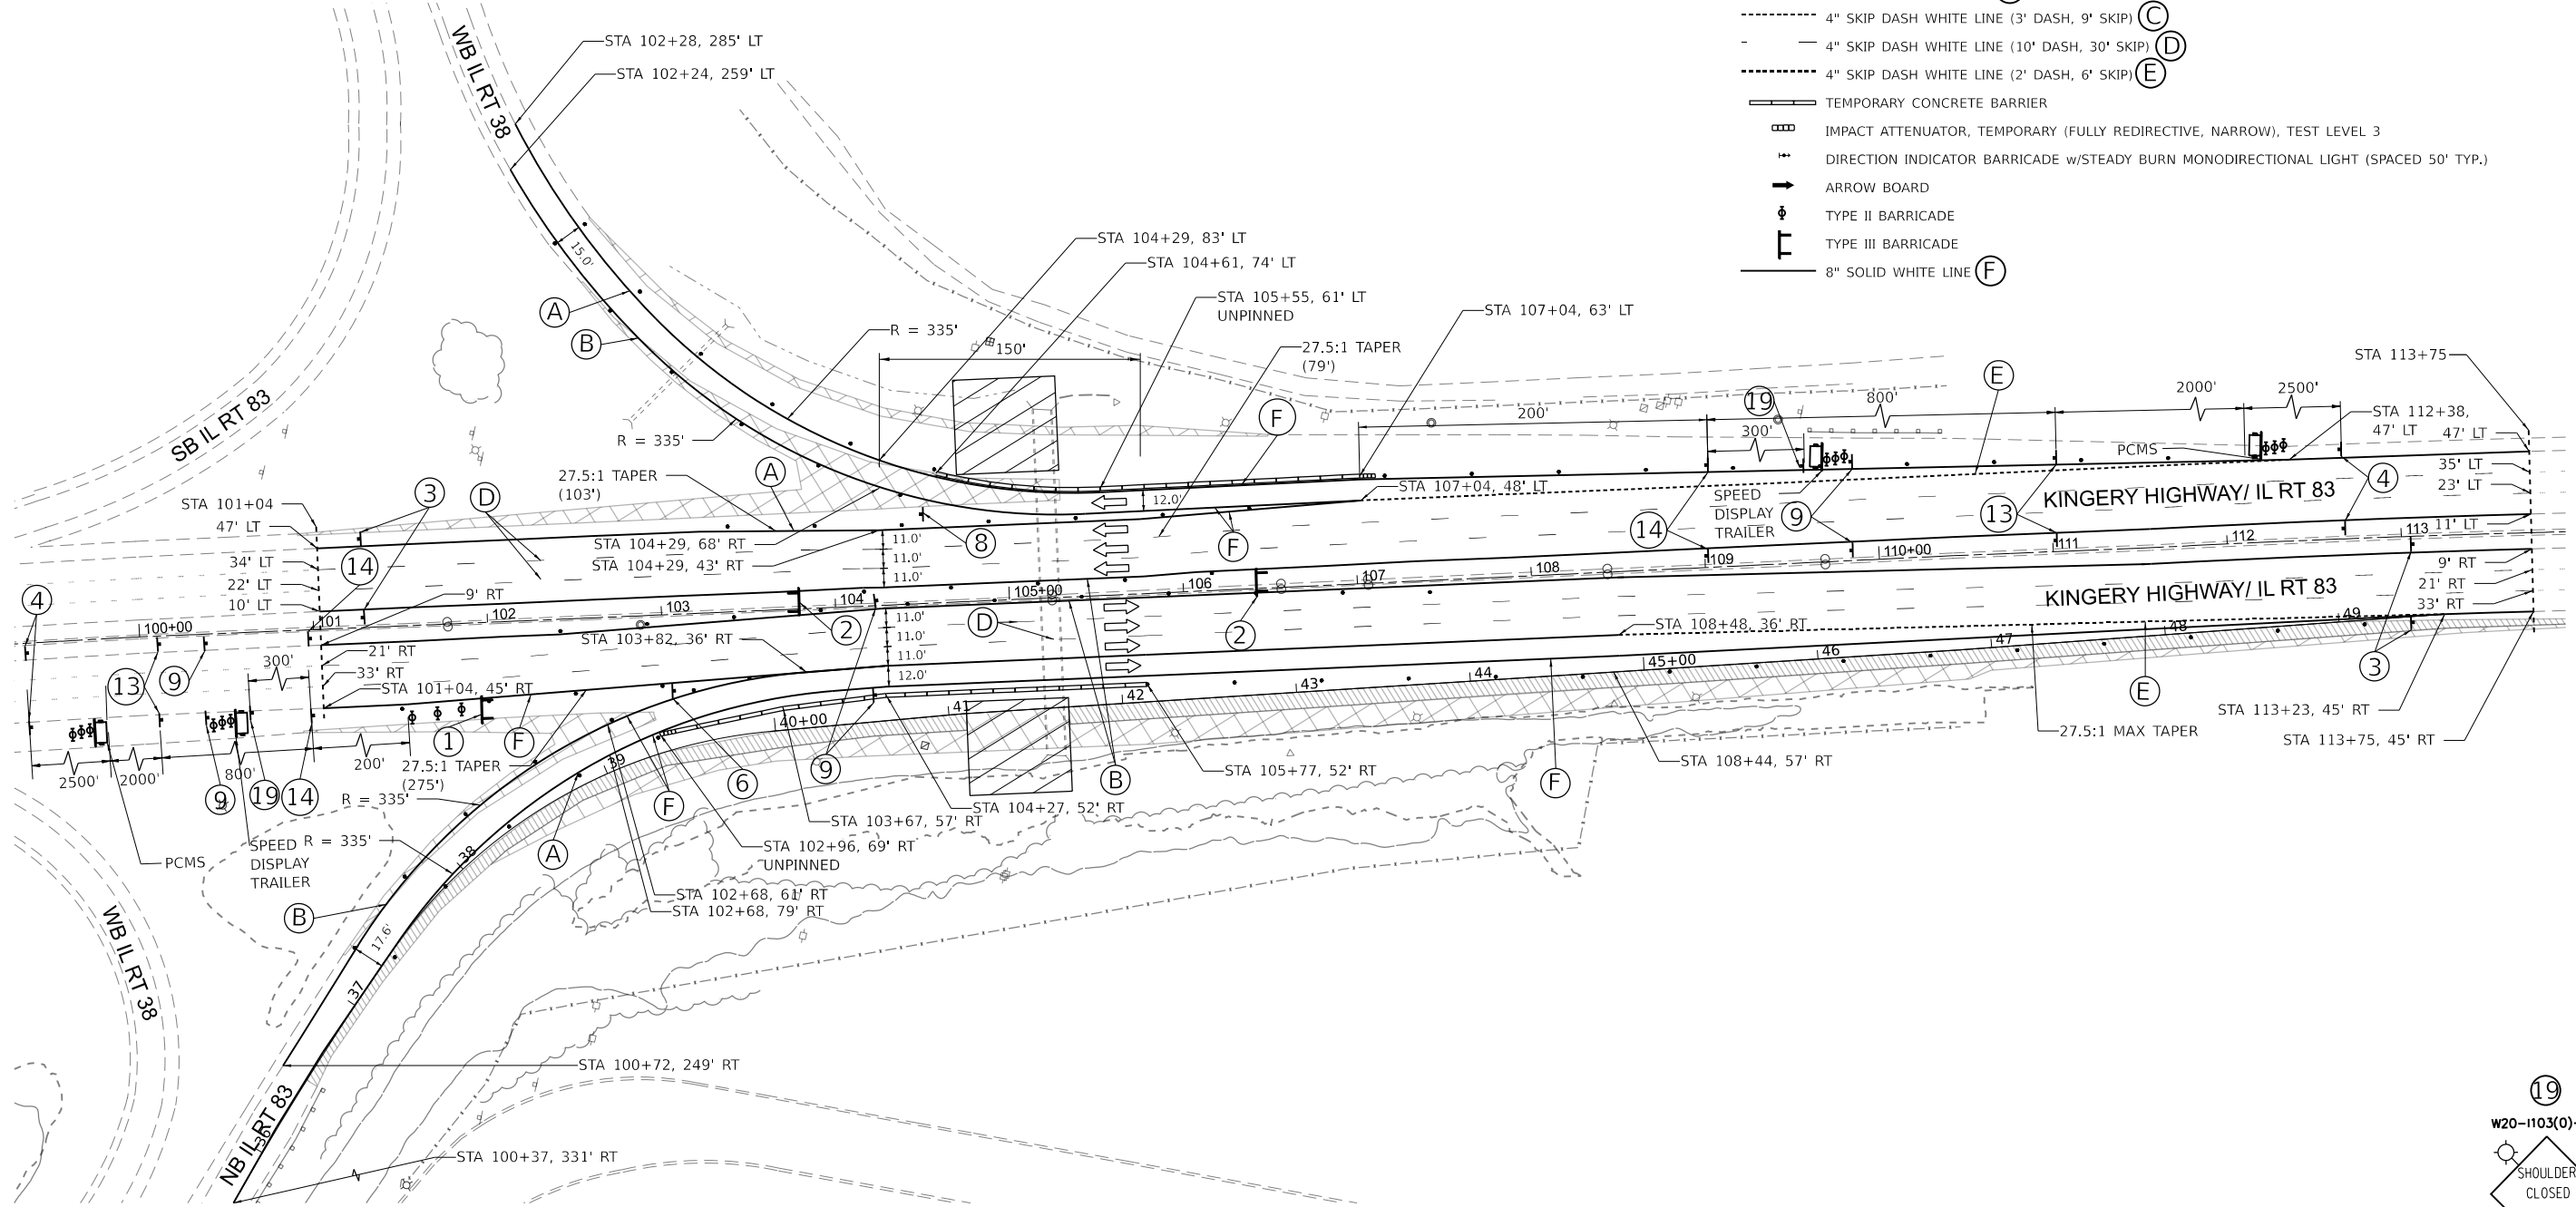 4" SKIP DASH WHITE LINE (3' DASH, 9' SKIP) C
4" SKIP DASH WHITE LINE (10' DASH, 30' SKIP) D
4" SKIP DASH WHITE LINE (2' DASH, 6' SKIP) E
TEMPORARY CONCRETE BARRIER
IMPACT ATTENUATOR, TEMPORARY (FULLY REDIRECTIVE, NARROW), TEST LEVEL 3
DIRECTION INDICATOR BARRICADE w/STEADY BURN MONODIRECTIONAL LIGHT (SPACED 50' TYP.)
ARROW BOARD
TYPE II BARRICADE
TYPE III BARRICADE
8" SOLID WHITE LINE F
WB IL RT 38
STA 102+28, 285' LT
STA 102+24, 259' LT
15.0'
A
B
SB IL RT 83
R = 335'
R = 335'
150'
STA 104+29, 83' LT
STA 104+61, 74' LT
STA 105+55, 61' LT
UNPINNED
STA 107+04, 63' LT
27.5:1 TAPER
(79')
F
200'
19
300'
800'
E
2000'
2500'
STA 113+75
STA 112+38,
47' LT
47' LT
35' LT
23' LT
11' LT
PCMS
4
KINGERY HIGHWAY/ IL RT 83
SPEED
DISPLAY
TRAILER
14
9
13
STA 107+04, 48' LT
12.0'
F
27.5:1 TAPER
(103')
A
STA 104+29, 68' RT
STA 104+29, 43' RT
8
11.0'
11.0'
11.0'
STA 101+04
47' LT
34' LT
22' LT
10' LT
3
D
14
4
100+00
101
102
103
104
105+00
106
107
108
109
110+00
111
112
113
9' RT
21' RT
33' RT
STA 101+04, 45' RT
STA 103+82, 36' RT
2
D
11.0'
11.0'
11.0'
12.0'
2
STA 108+48, 36' RT
KINGERY HIGHWAY/ IL RT 83
9' RT
21' RT
33' RT
3
E
STA 113+23, 45' RT
STA 113+75, 45' RT
27.5:1 MAX TAPER
STA 108+44, 57' RT
F
13
9
300'
1
F
200'
800'
2000'
2500'
9
19
14
27.5:1 TAPER
(275')
R = 335'
R = 335'
SPEED
DISPLAY
TRAILER
PCMS
36
37
38
39
40+00
41
42
43
44
45+00
46
47
48
49
6
9
B
A
F
STA 105+77, 52' RT
STA 104+27, 52' RT
STA 103+67, 57' RT
STA 102+96, 69' RT
UNPINNED
STA 102+68, 61' RT
STA 102+68, 79' RT
B
17.6'
WB IL RT 38
NB IL RT 83
STA 100+72, 249' RT
STA 100+37, 331' RT
19
W20-I103(0)-
SHOULDER
CLOSED